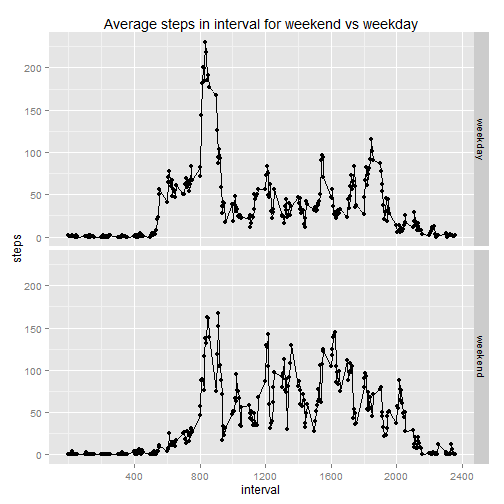 Average steps in interval for weekend vs weekday
200
150
100
50
0
weekday
steps
200
150
100
50
0
weekend
400 800 1200 1600 2000 2400
interval